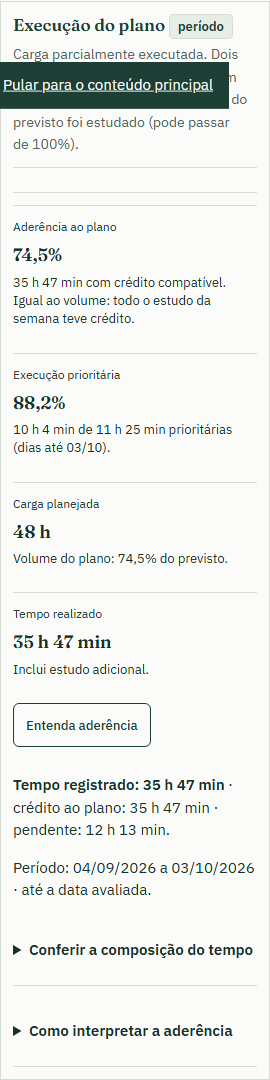 Execução do plano período
Carga parcialmente executada. Dois
Pular para o conteúdo principal
do
previsto foi estudado (pode passar
de 100%).
Aderência ao plano
74,5%
35 h 47 min com crédito compatível.
Igual ao volume: todo o estudo da
semana teve crédito.
Execução prioritária
88,2%
10 h 4 min de 11 h 25 min prioritárias
(dias até 03/10).
Carga planejada
48 h
Volume do plano: 74,5% do previsto.
Tempo realizado
35 h 47 min
Inclui estudo adicional.
Entenda aderência
Tempo registrado: 35 h 47 min ·
crédito ao plano: 35 h 47 min ·
pendente: 12 h 13 min.
Período: 04/09/2026 a 03/10/2026
· até a data avaliada.
Conferir a composição do tempo
Como interpretar a aderência